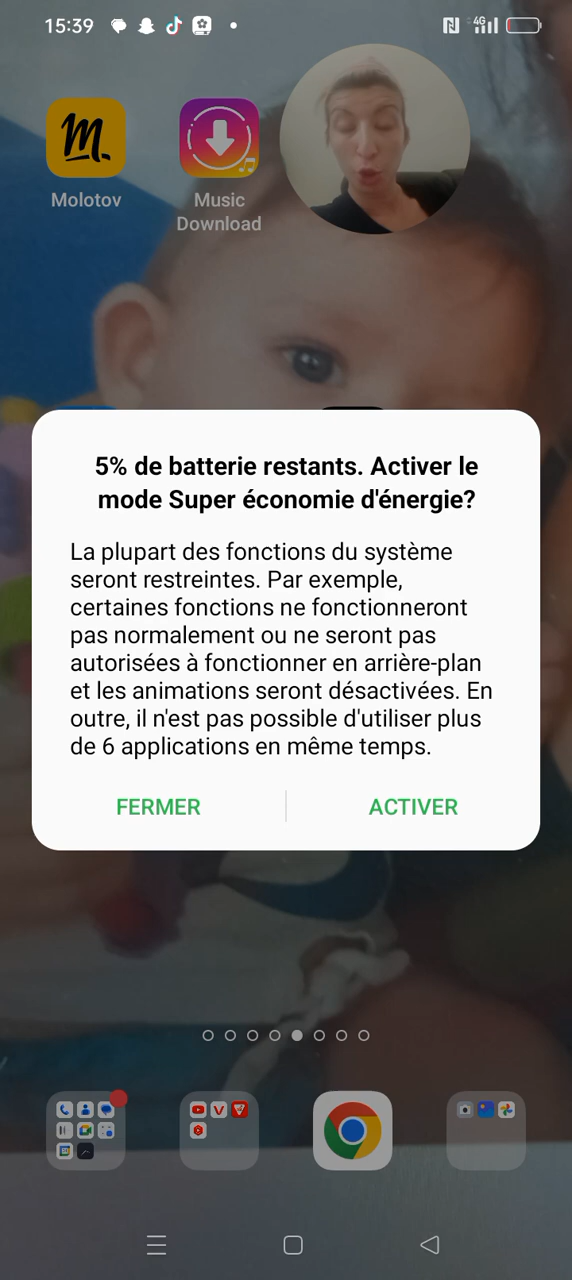 15:39
4G
M.
Molotov
Music
Download
5% de batterie restants. Activer le
mode Super économie d'énergie?
La plupart des fonctions du système
seront restreintes. Par exemple,
certaines fonctions ne fonctionneront
pas normalement ou ne seront pas
autorisées à fonctionner en arrière-plan
et les animations seront désactivées. En
outre, il n'est pas possible d'utiliser plus
de 6 applications en même temps.
FERMER
ACTIVER